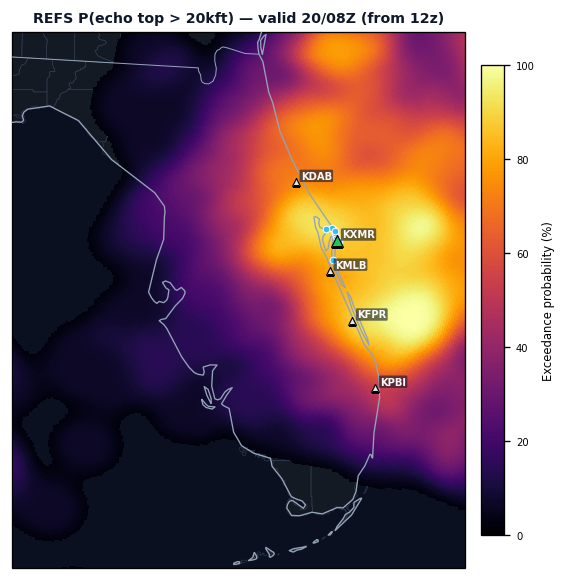 REFS P(echo top > 20kft) — valid 20/08Z (from 12z)
KDAB
KXMR
KMLB
KFPR
KPBI
100
80
60
40
20
0
Exceedance probability (%)